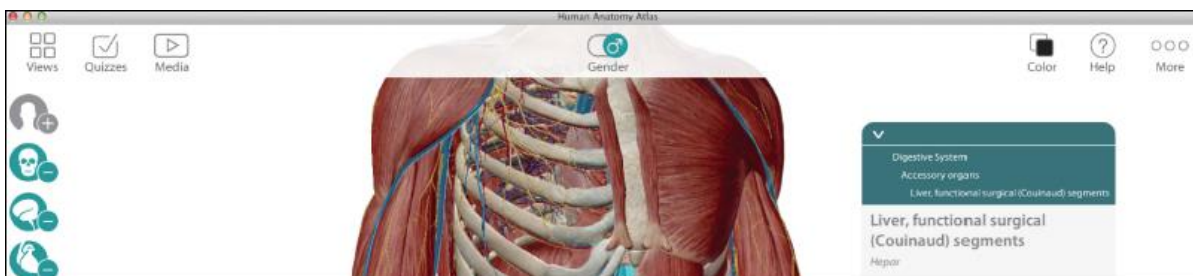 Human Anatomy Atlas
Views Quizzes Media Gender Color Help More
Digestive System
Accessory organs
Liver, functional surgical (Couinaud) segments
Liver, functional surgical
(Couinaud) segments
Hepar